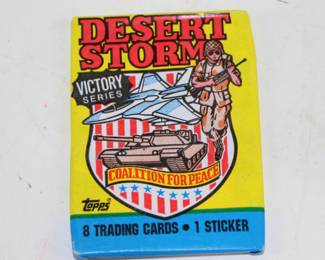 DESERT
STORM
VICTORY
SERIES
COALITION FOR PEACE
Topps
8 TRADING CARDS • 1 STICKER